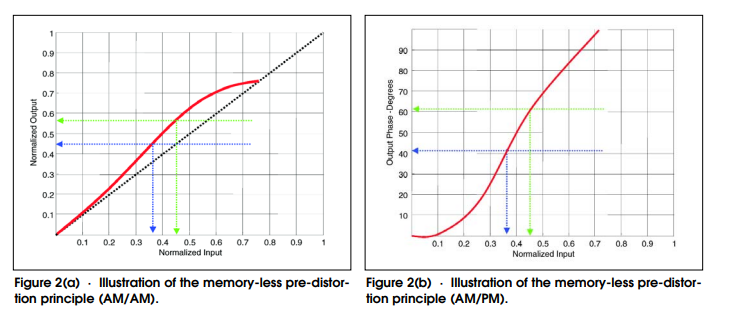 1
0.9
0.8
0.7
0.6
0.5
0.4
0.3
0.2
0.1
Normalized Output
0.1 0.2 0.3 0.4 0.5 0.6 0.7 0.8 0.9 1
Normalized Input
Figure 2(a) · Illustration of the memory-less pre-distor-
tion principle (AM/AM).
90
80
70
60
50
40
30
20
10
Output Phase -Degrees
0.1 0.2 0.3 0.4 0.5 0.6 0.7 0.8 0.9 1
Normalized Input
Figure 2(b) · Illustration of the memory-less pre-distor-
tion principle (AM/PM).